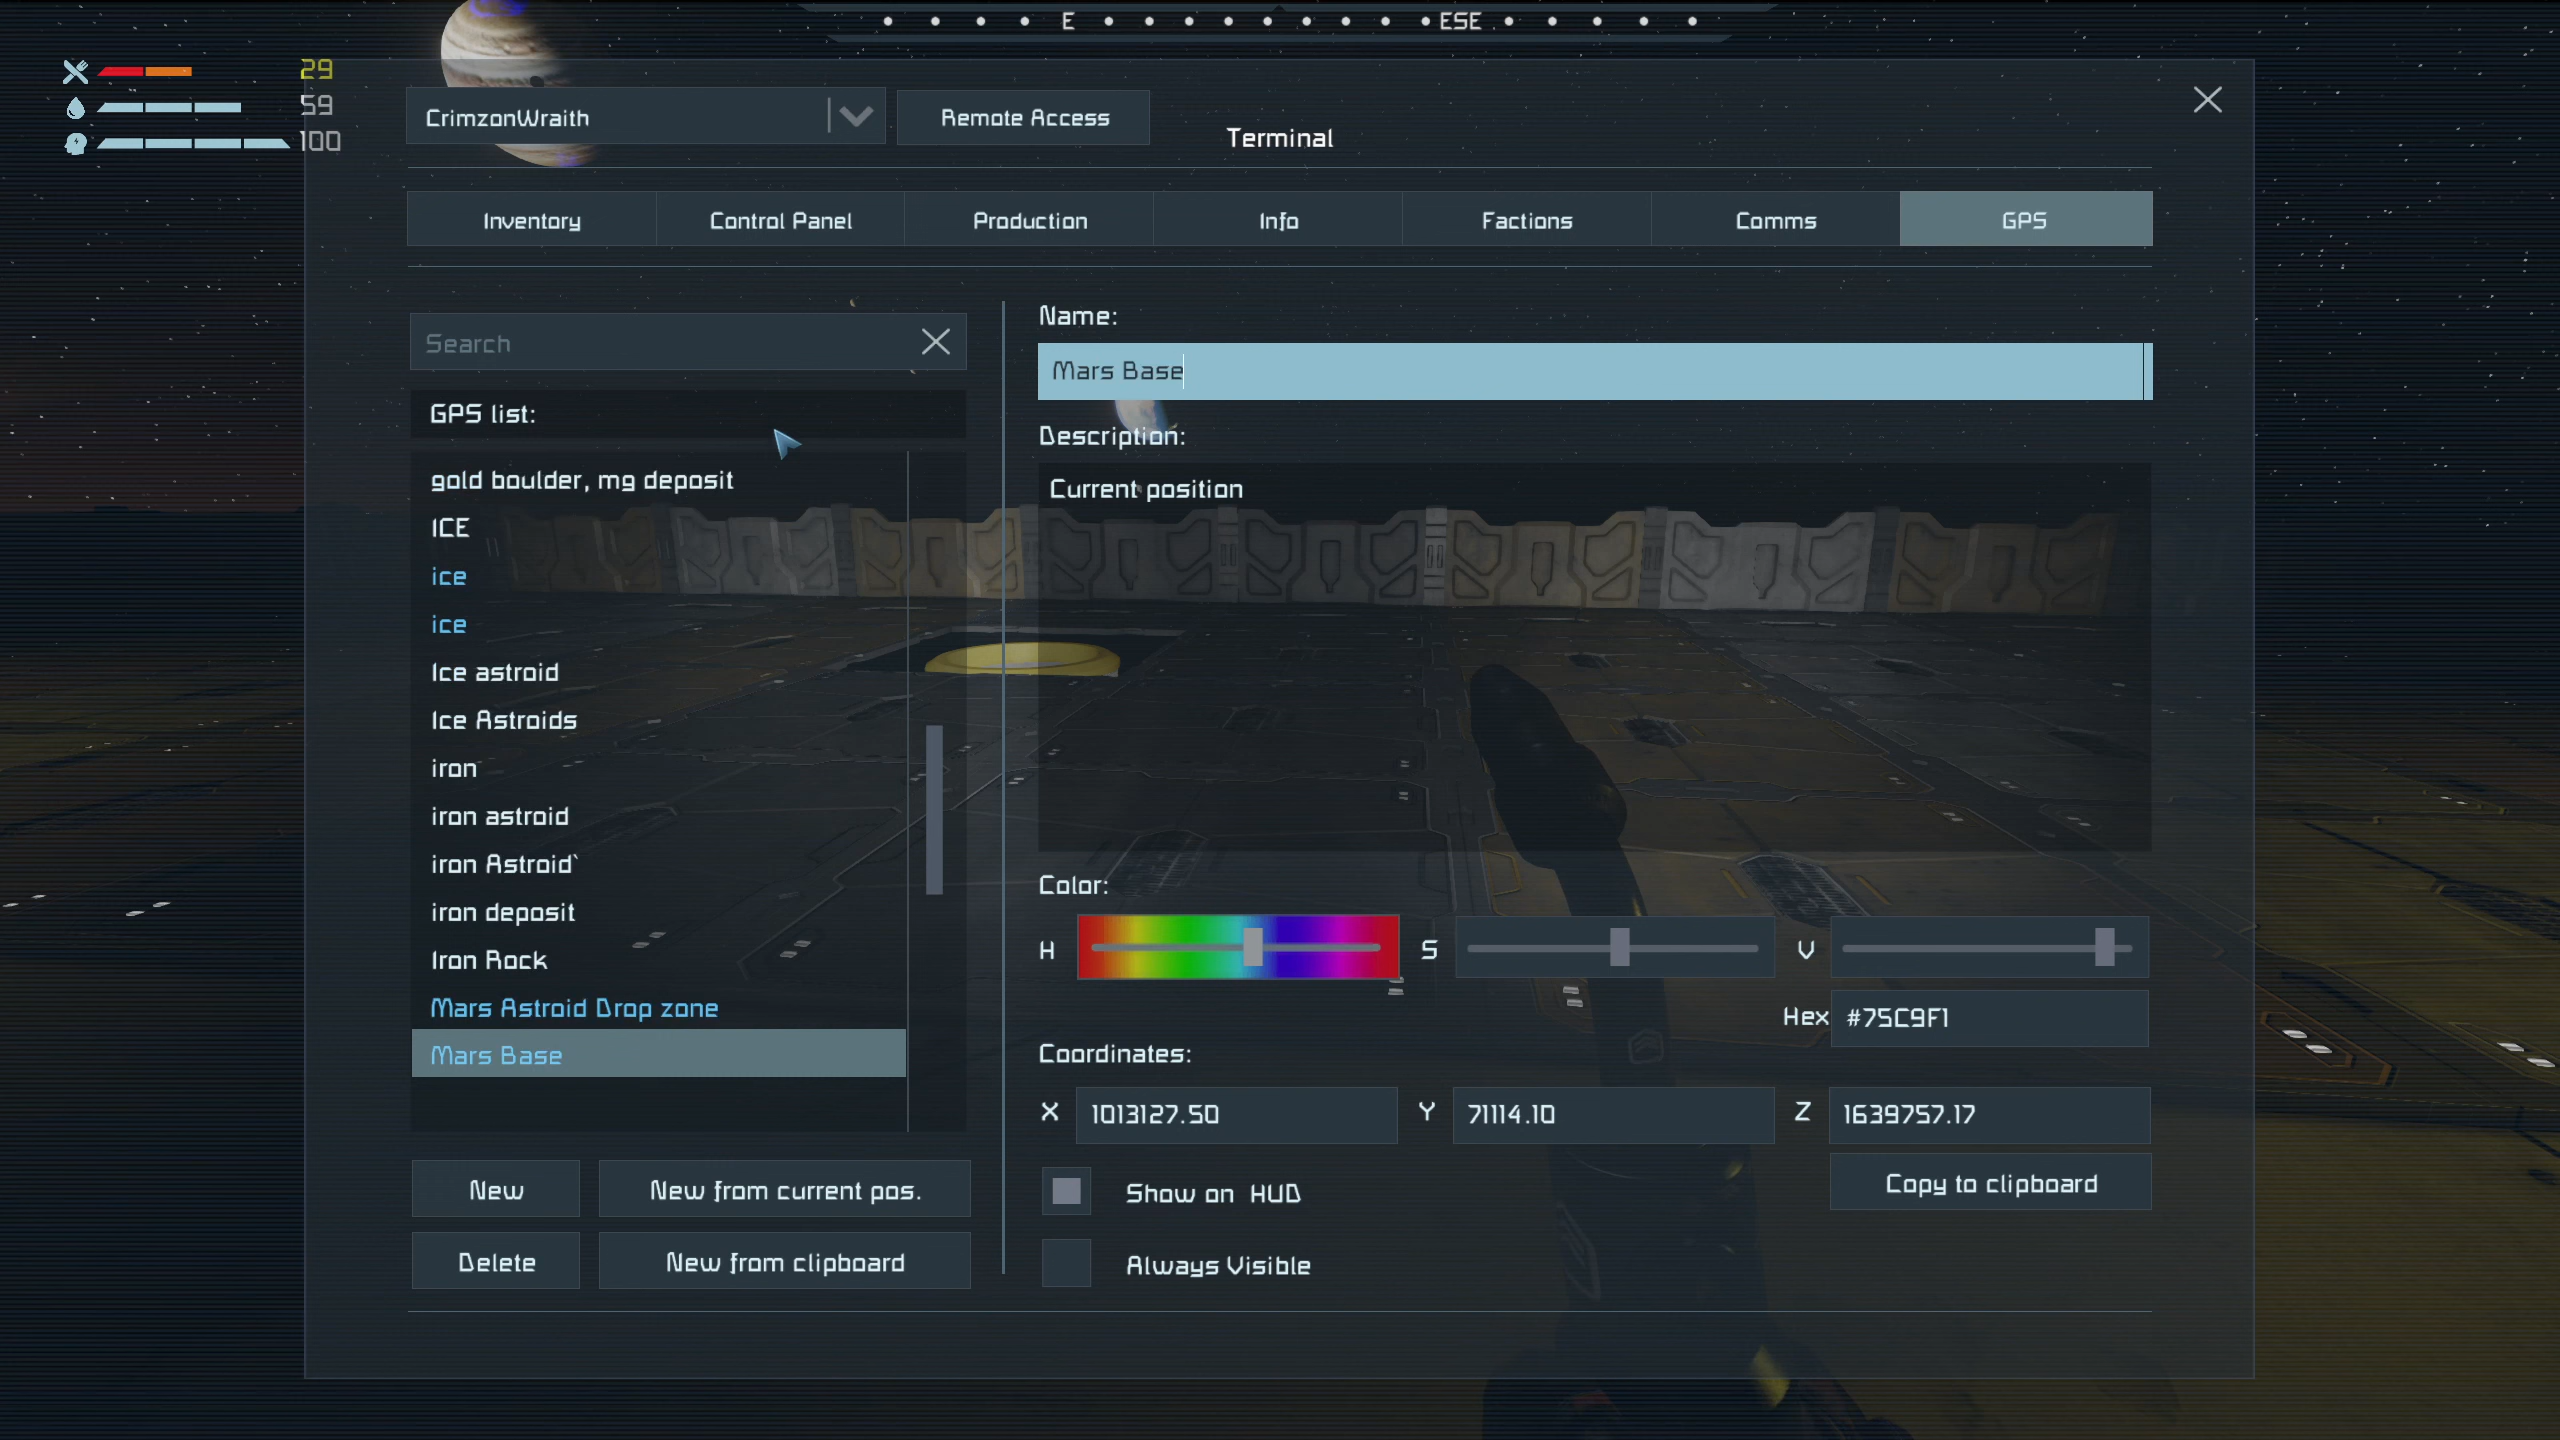 E ESE
29
59
100
CrimzonWraith
Remote Access
Terminal
Inventory Control Panel Production Info Factions Comms GPS
Search
GPS list:
gold boulder, mg deposit
ICE
ice
ice
Ice astroid
Ice Astroids
iron
iron astroid
iron Astroid`
iron deposit
Iron Rock
Mars Astroid Drop zone
Mars Base
New
New from current pos.
Delete
New from clipboard
Name:
Mars Base
Description:
Current position
Color:
H S V
Hex #75C9F1
Coordinates:
X 1013127.50 Y 71114.10 Z 1639757.17
Copy to clipboard
Show on HUD
Always Visible